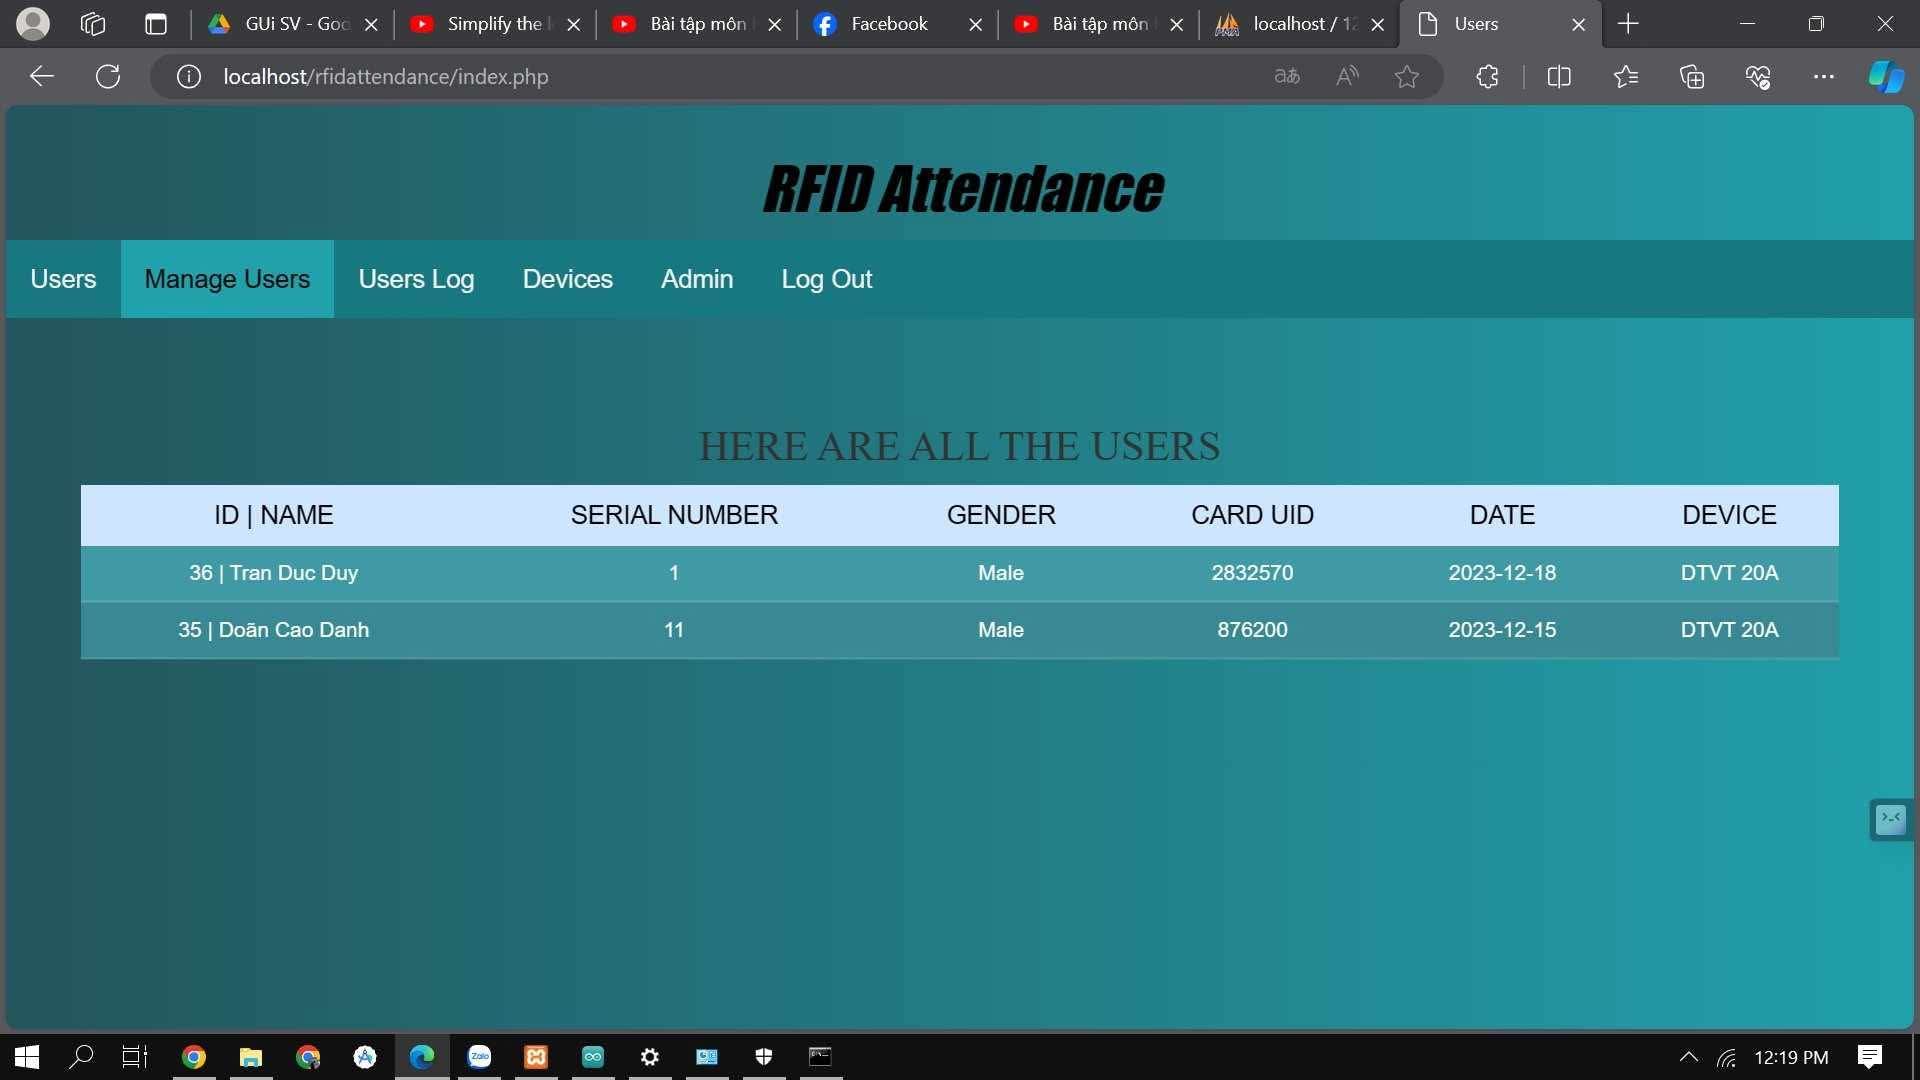 GUi SV - Goo
Simplify the l
Bài tập môn
Facebook
Bài tập môn
localhost / 12
Users
localhost/rfidattendance/index.php
RFID Attendance
Users Manage Users Users Log Devices Admin Log Out
HERE ARE ALL THE USERS
ID | NAME SERIAL NUMBER GENDER CARD UID DATE DEVICE
36 | Tran Duc Duy 1 Male 2832570 2023-12-18 DTVT 20A
35 | Doãn Cao Danh 11 Male 876200 2023-12-15 DTVT 20A
Zalo
12:19 PM